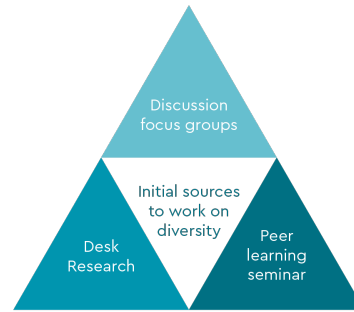 Discussion
focus groups
Initial sources
to work on
diversity
Desk
Research
Peer
learning
seminar